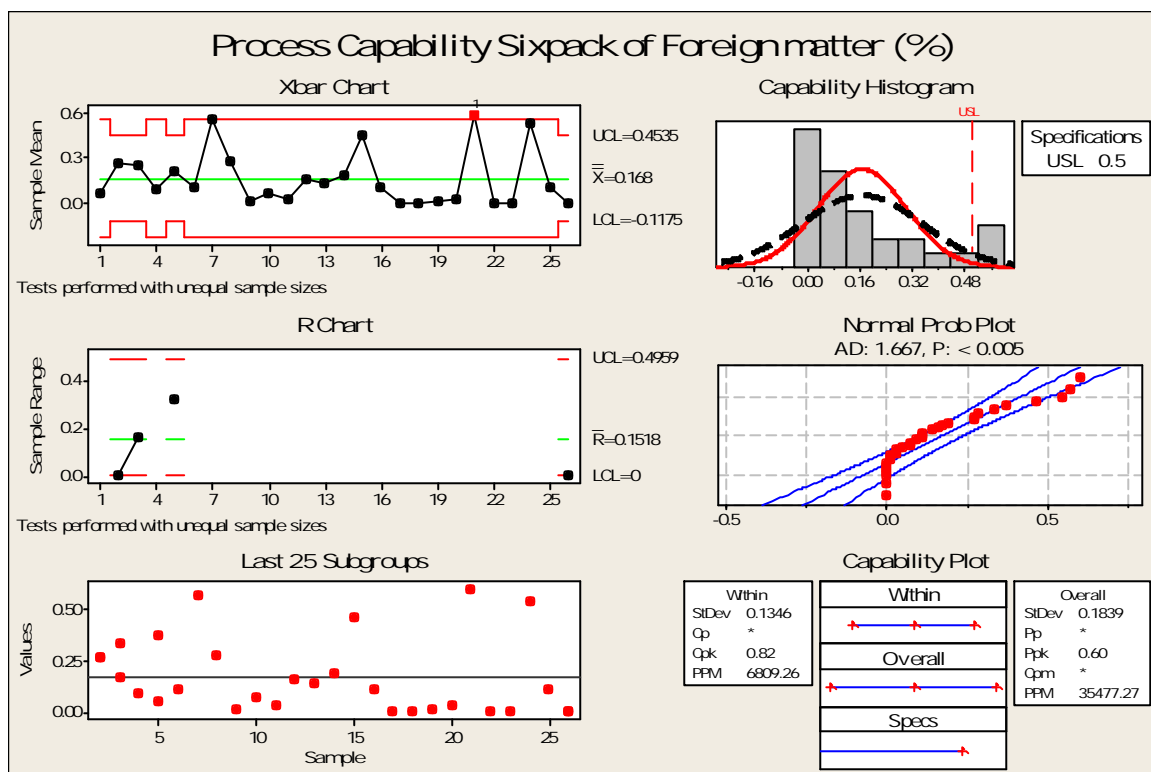 Process Capability Sixpack of Foreign matter (%)
Xbar Chart
Sample Mean
0.6
0.3
0.0
1
UCL=0.4535
X=0.168
LCL=-0.1175
1 4 7 10 13 16 19 22 25
Tests performed with unequal sample sizes
Capability Histogram
USL
-0.16 0.00 0.16 0.32 0.48
Specifications
USL 0.5
R Chart
Sample Range
0.4
0.2
0.0
UCL=0.4959
R=0.1518
LCL=0
1 4 7 10 13 16 19 22 25
Tests performed with unequal sample sizes
Normal Prob Plot
AD: 1.667, P: < 0.005
-0.5 0.0 0.5
Last 25 Subgroups
Values
0.50
0.25
0.00
5 10 15 20 25
Sample
Capability Plot
Within
StDev 0.1346
Cp *
Cpk 0.82
PPM 6809.26
Within
Overall
Specs
Overall
StDev 0.1839
Pp *
Ppk 0.60
Cpm *
PPM 35477.27